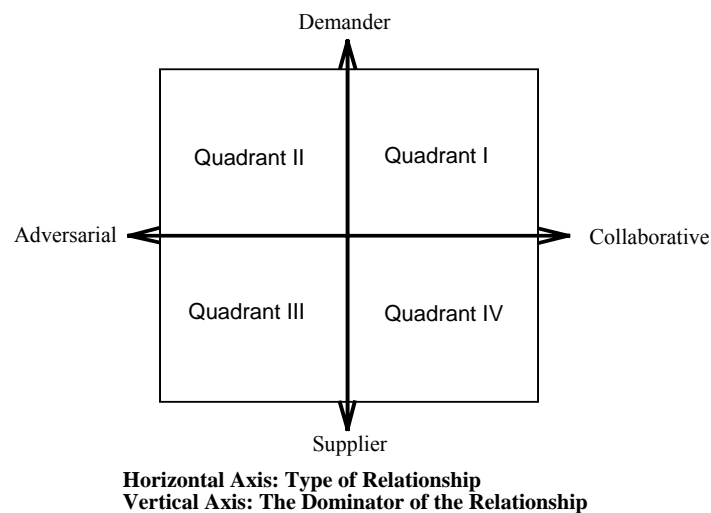 Demander
Quadrant II
Quadrant I
Adversarial
Collaborative
Quadrant III
Quadrant IV
Supplier
Horizontal Axis: Type of Relationship
Vertical Axis: The Dominator of the Relationship